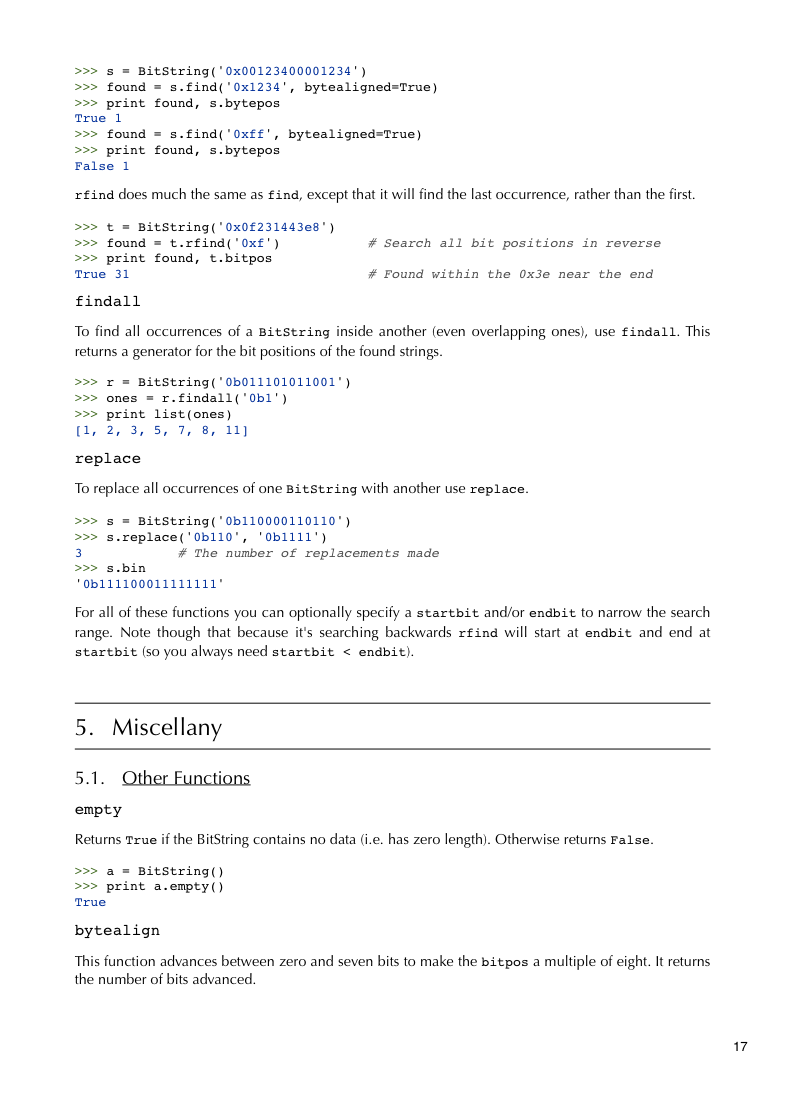 >>> s = BitString('0x00123400001234')
>>> found = s.find('0x1234', bytealigned=True)
>>> print found, s.bytepos
True 1
>>> found = s.find('0xff', bytealigned=True)
>>> print found, s.bytepos
False 1
rfind does much the same as find, except that it will find the last occurrence, rather than the first.
>>> t = BitString('0x0f231443e8')
>>> found = t.rfind('0xf') # Search all bit positions in reverse
>>> print found, t.bitpos
True 31 # Found within the 0x3e near the end
findall
To find all occurrences of a BitString inside another (even overlapping ones), use findall. This
returns a generator for the bit positions of the found strings.
>>> r = BitString('0b011101011001')
>>> ones = r.findall('0b1')
>>> print list(ones)
[1, 2, 3, 5, 7, 8, 11]
replace
To replace all occurrences of one BitString with another use replace.
>>> s = BitString('0b110000110110')
>>> s.replace('0b110', '0b1111')
3 # The number of replacements made
>>> s.bin
'0b111100011111111'
For all of these functions you can optionally specify a startbit and/or endbit to narrow the search
range. Note though that because it's searching backwards rfind will start at endbit and end at
startbit (so you always need startbit < endbit).
5. Miscellany
5.1. Other Functions
empty
Returns True if the BitString contains no data (i.e. has zero length). Otherwise returns False.
>>> a = BitString()
>>> print a.empty()
True
bytealign
This function advances between zero and seven bits to make the bitpos a multiple of eight. It returns
the number of bits advanced.
17